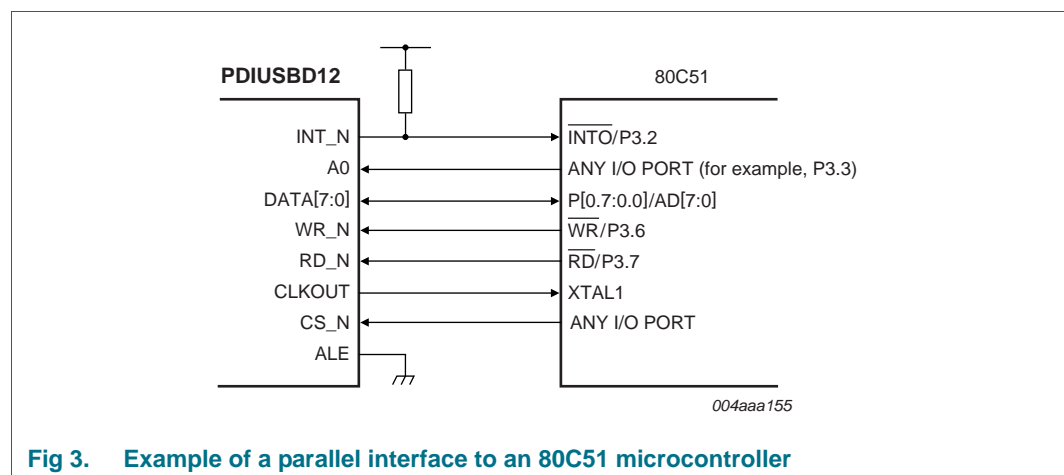 PDIUSBD12
80C51
INT_N
INTO/P3.2
A0
ANY I/O PORT (for example, P3.3)
DATA[7:0]
P[0.7:0.0]/AD[7:0]
WR_N
WR/P3.6
RD_N
RD/P3.7
CLKOUT
XTAL1
CS_N
ANY I/O PORT
ALE
004aaa155
Fig 3. Example of a parallel interface to an 80C51 microcontroller